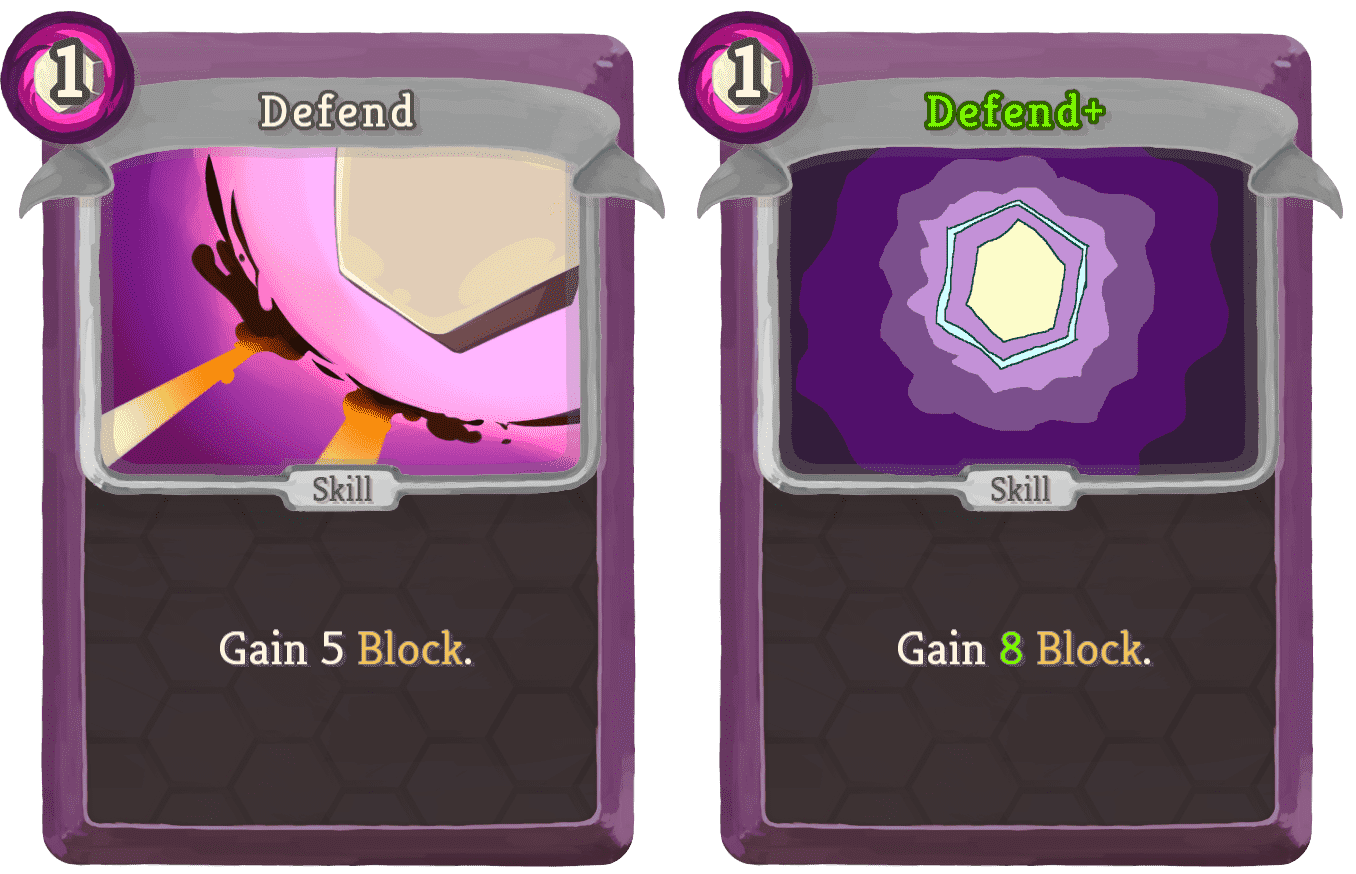 1
Defend
Skill
Gain 5 Block.
1
Defend+
Skill
Gain 8 Block.